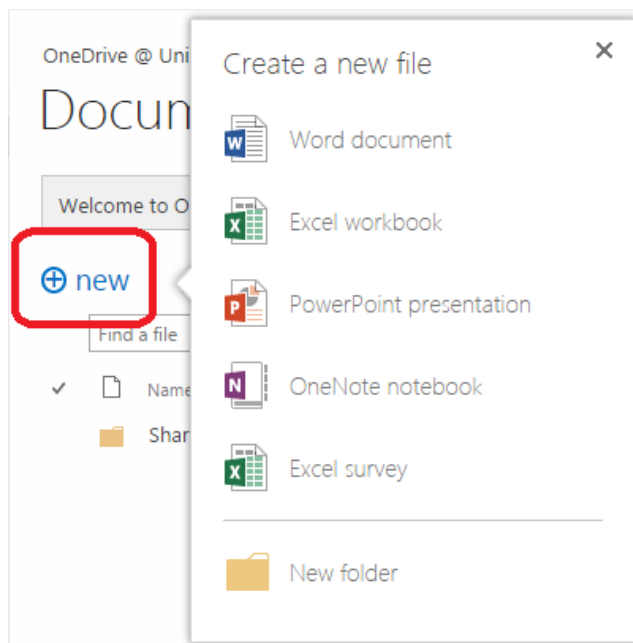 OneDrive @ Uni
Docum
Welcome to O
new
Find a file
Name
Shar
Create a new file
Word document
Excel workbook
PowerPoint presentation
OneNote notebook
Excel survey
New folder